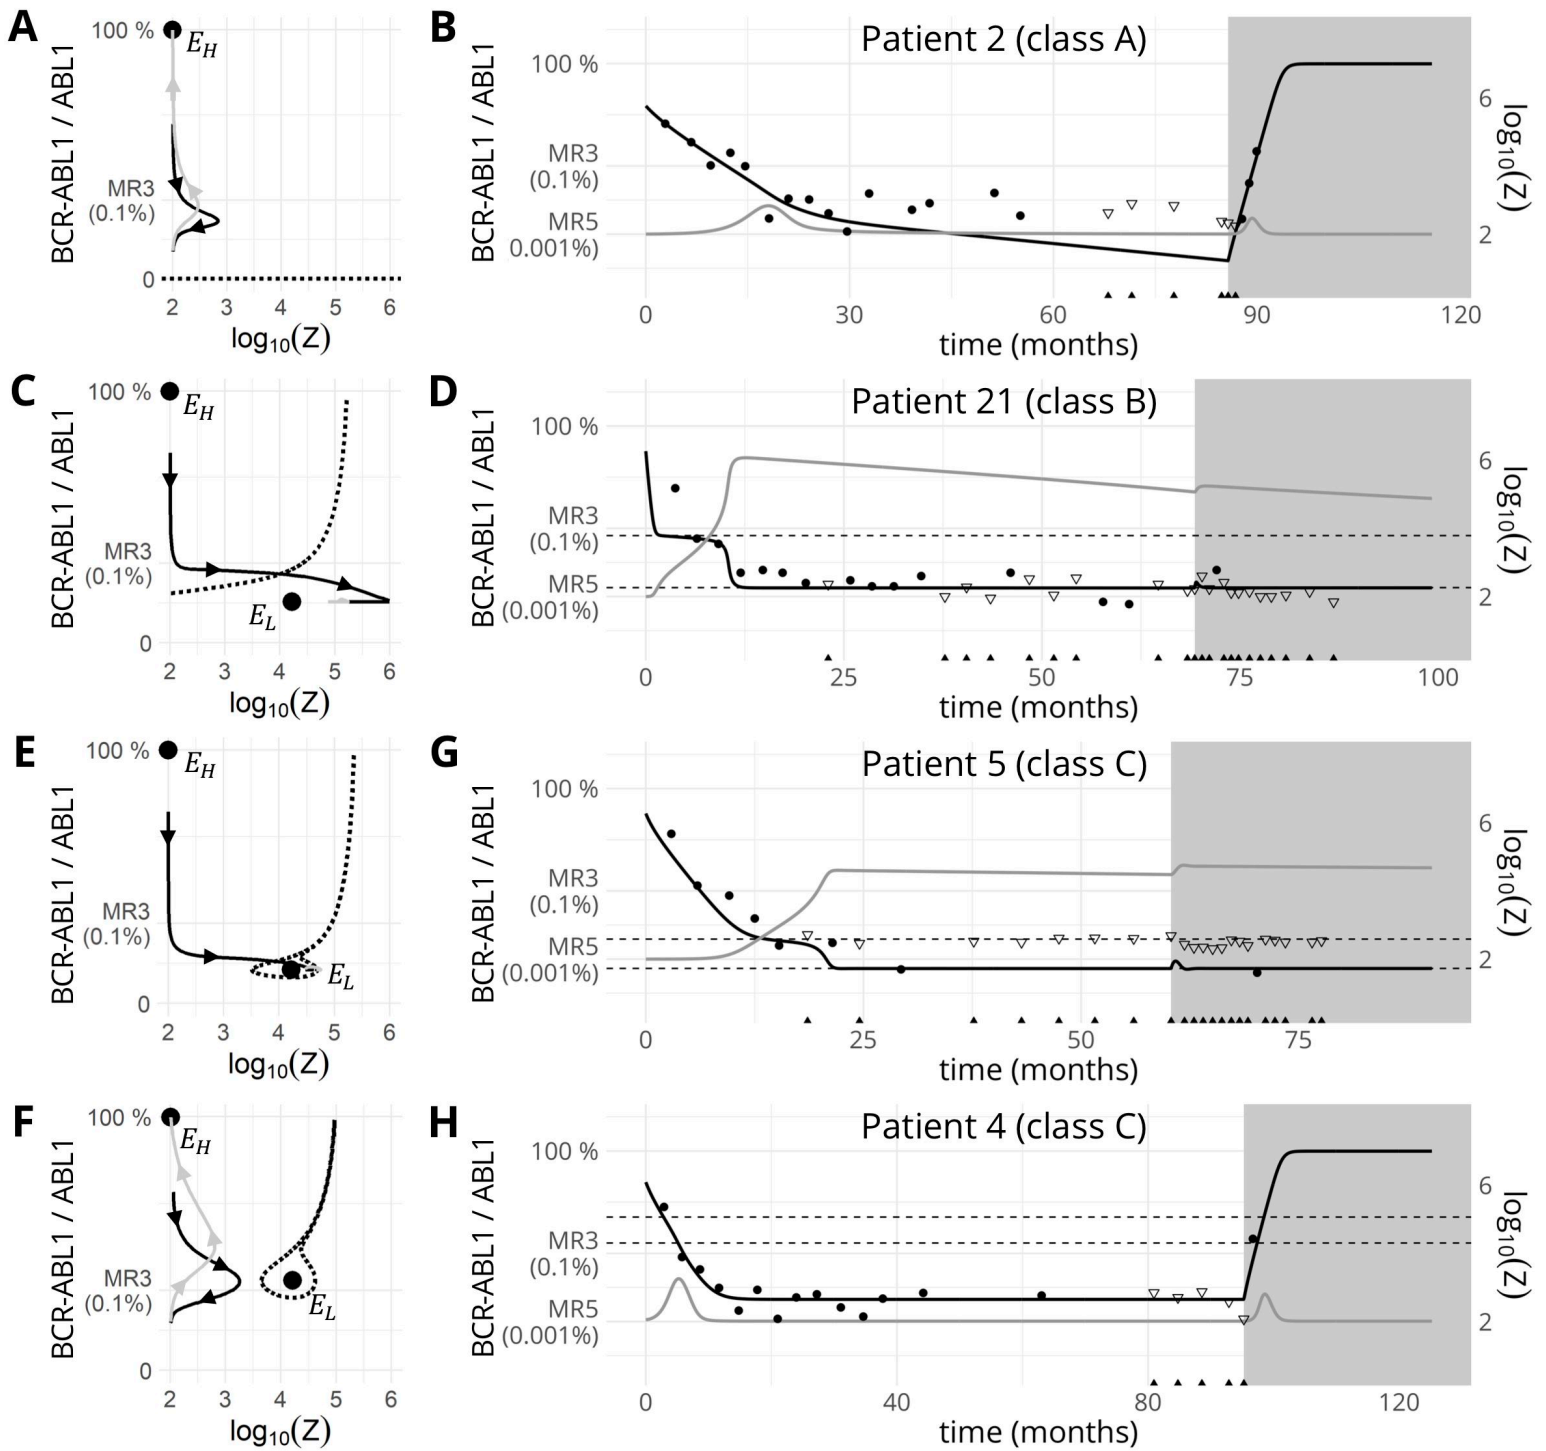 A
BCR-ABL1 / ABL1
100 %
E_H
MR3
(0.1%)
0
2 3 4 5 6
log10(Z)
B
Patient 2 (class A)
BCR-ABL1 / ABL1
100 %
MR3
(0.1%)
MR5
0.001%)
6
2
log10(Z)
0 30 60 90 120
time (months)
C
BCR-ABL1 / ABL1
100 %
E_H
MR3
(0.1%)
E_L
0
2 3 4 5 6
log10(Z)
D
Patient 21 (class B)
BCR-ABL1 / ABL1
100 %
MR3
(0.1%)
MR5
(0.001%)
6
2
log10(Z)
0 25 50 75 100
time (months)
E
BCR-ABL1 / ABL1
100 %
E_H
MR3
(0.1%)
E_L
0
2 3 4 5 6
log10(Z)
G
Patient 5 (class C)
BCR-ABL1 / ABL1
100 %
MR3
(0.1%)
MR5
(0.001%)
6
2
log10(Z)
0 25 50 75
time (months)
F
BCR-ABL1 / ABL1
100 %
E_H
MR3
(0.1%)
E_L
0
2 3 4 5 6
log10(Z)
H
Patient 4 (class C)
BCR-ABL1 / ABL1
100 %
MR3
(0.1%)
MR5
(0.001%)
6
2
log10(Z)
0 40 80 120
time (months)